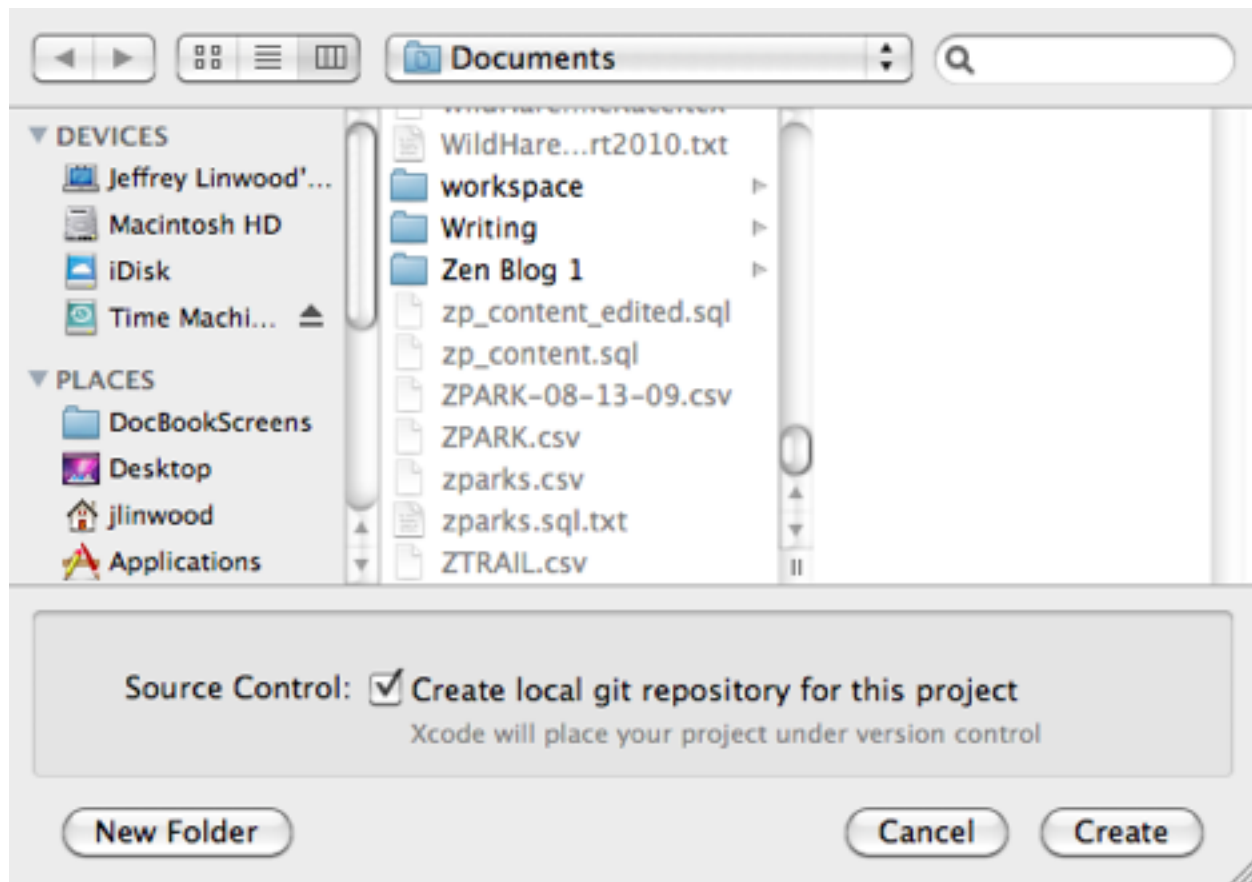 Documents
DEVICES
Jeffrey Linwood'...
Macintosh HD
iDisk
Time Machi...
PLACES
DocBookScreens
Desktop
jlinwood
Applications
WildHare...rt2010.txt
workspace
Writing
Zen Blog 1
zp_content_edited.sql
zp_content.sql
ZPARK-08-13-09.csv
ZPARK.csv
zparks.csv
zparks.sql.txt
ZTRAIL.csv
Source Control: Create local git repository for this project
Xcode will place your project under version control
New Folder Cancel Create